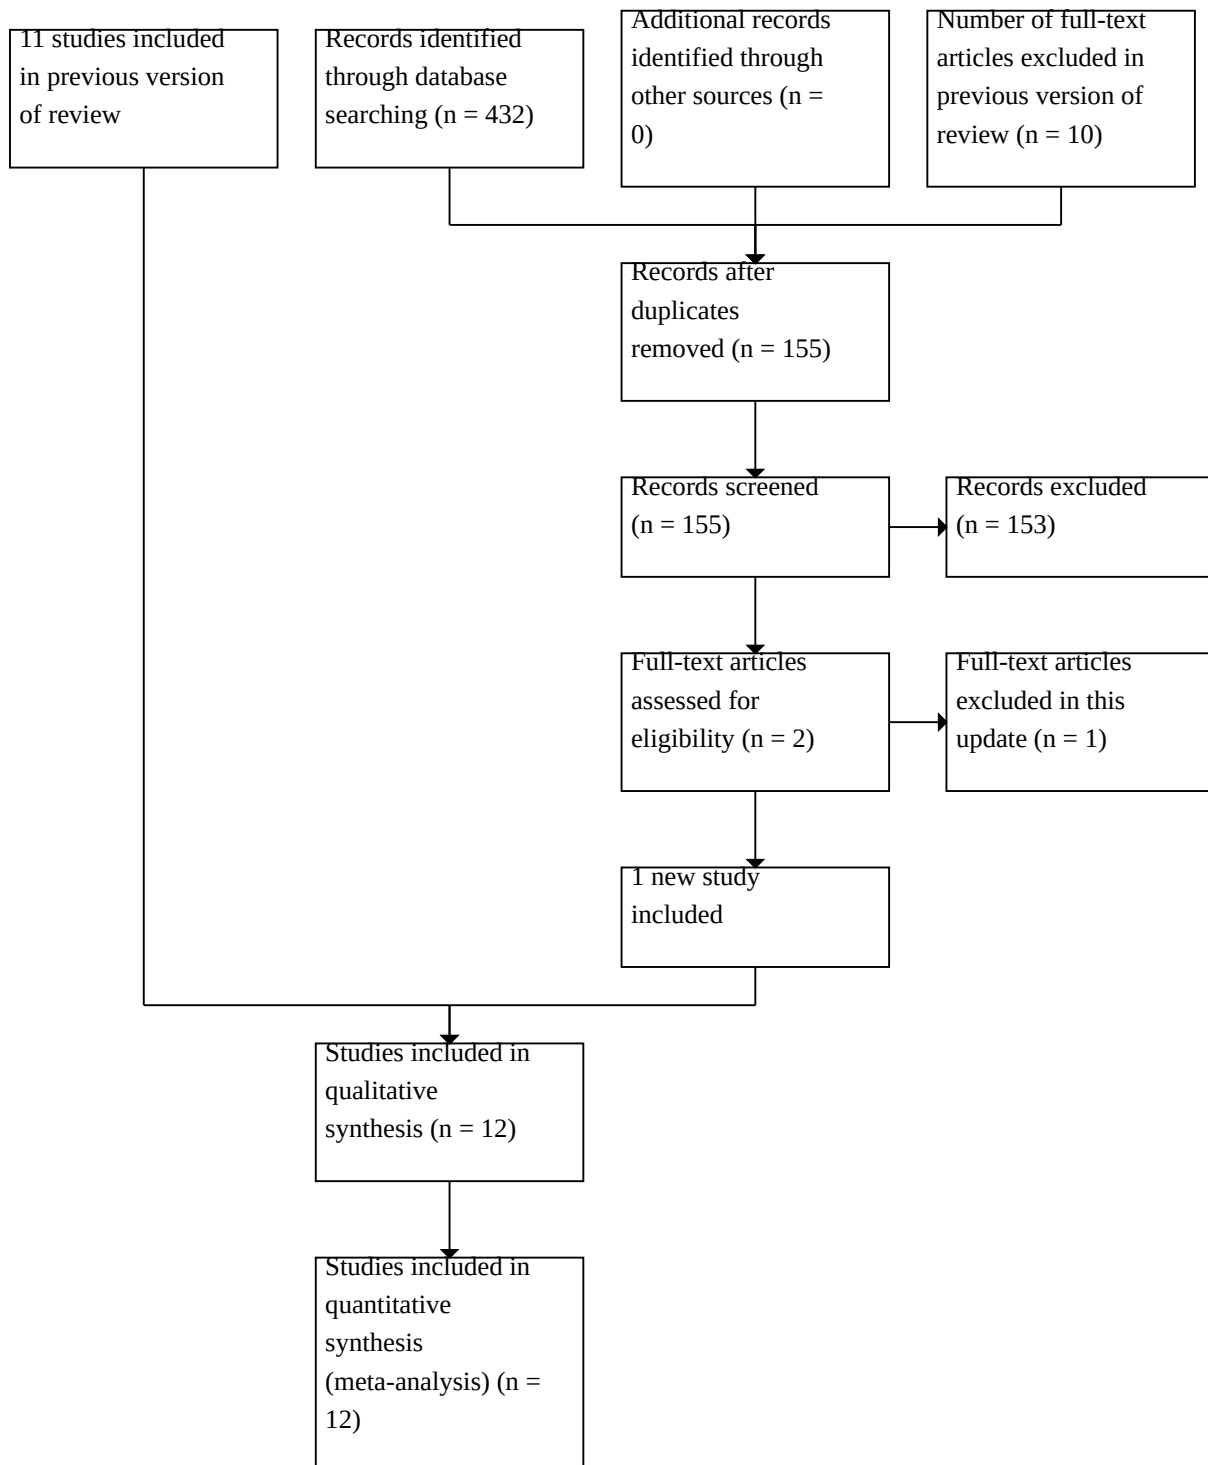 11 studies included
in previous version
of review
Records identified
through database
searching (n = 432)
Additional records
identified through
other sources (n =
0)
Number of full-text
articles excluded in
previous version of
review (n = 10)
Records after
duplicates
removed (n = 155)
Records screened
(n = 155)
Records excluded
(n = 153)
Full-text articles
assessed for
eligibility (n = 2)
Full-text articles
excluded in this
update (n = 1)
1 new study
included
Studies included in
qualitative
synthesis (n = 12)
Studies included in
quantitative
synthesis
(meta-analysis) (n =
12)